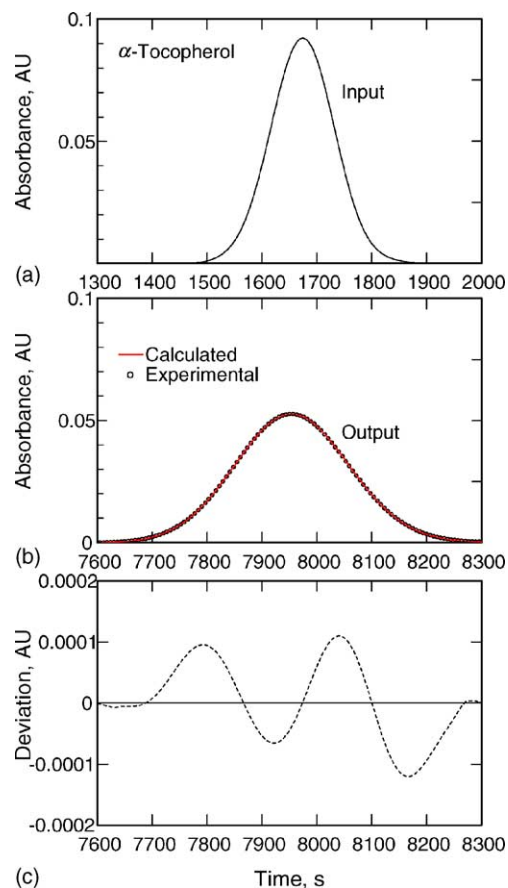 0.1
α-Tocopherol
Input
Absorbance, AU
0.05
(a)
1300 1400 1500 1600 1700 1800 1900 2000
0.1
Calculated
Experimental
Absorbance, AU
0.05
Output
0
(b)
7600 7700 7800 7900 8000 8100 8200 8300
0.0002
0.0001
Deviation, AU
0
-0.0001
-0.0002
7600 7700 7800 7900 8000 8100 8200 8300
(c)
Time, s